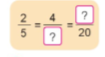 2/5 = 4/? = ?/20